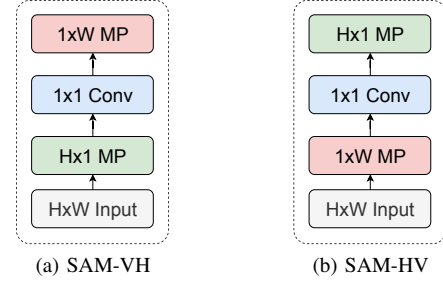 1xW MP
1x1 Conv
Hx1 MP
HxW Input
(a) SAM-VH
Hx1 MP
1x1 Conv
1xW MP
HxW Input
(b) SAM-HV